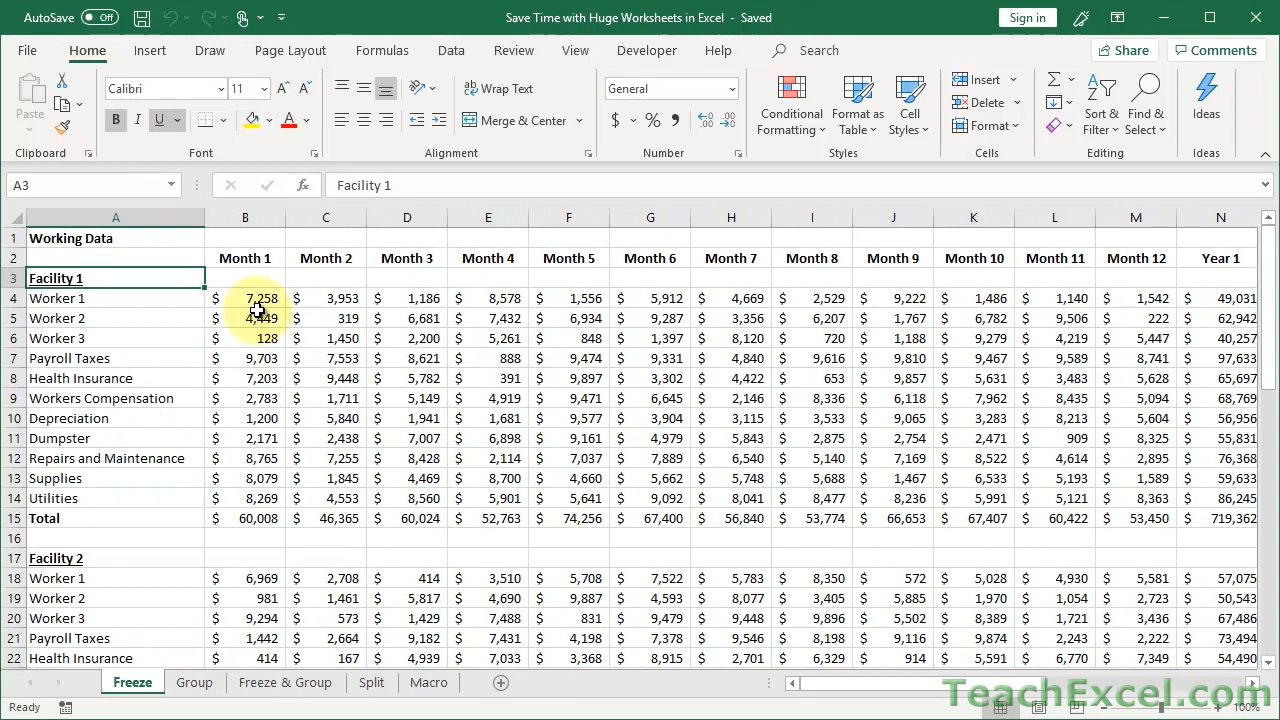 AutoSave Off Save Time with Huge Worksheets in Excel - Saved Sign in
File Home Insert Draw Page Layout Formulas Data Review View Developer Help Search Share Comments
Paste Calibri 11 Wrap Text General Conditional Formatting Format as Table Cell Styles Insert Sort & Filter Find & Select Ideas
B I U Merge & Center $ % Delete
Format
Clipboard Font Alignment Number Styles Cells Editing Ideas
A3 fx Facility 1
A B C D E F G H I J K L M N
1 Working Data
2 Month 1 Month 2 Month 3 Month 4 Month 5 Month 6 Month 7 Month 8 Month 9 Month 10 Month 11 Month 12 Year 1
3 Facility 1
4 Worker 1 $ 7,258 $ 3,953 $ 1,186 $ 8,578 $ 1,556 $ 5,912 $ 4,669 $ 2,529 $ 9,222 $ 1,486 $ 1,140 $ 1,542 $ 49,031
5 Worker 2 $ 4,449 $ 319 $ 6,681 $ 7,432 $ 6,934 $ 9,287 $ 3,356 $ 6,207 $ 1,767 $ 6,782 $ 9,506 $ 222 $ 62,942
6 Worker 3 $ 128 $ 1,450 $ 2,200 $ 5,261 $ 848 $ 1,397 $ 8,120 $ 720 $ 1,188 $ 9,279 $ 4,219 $ 5,447 $ 40,257
7 Payroll Taxes $ 9,703 $ 7,553 $ 8,621 $ 888 $ 9,474 $ 9,331 $ 4,840 $ 9,616 $ 9,810 $ 9,467 $ 9,589 $ 8,741 $ 97,633
8 Health Insurance $ 7,203 $ 9,448 $ 5,782 $ 391 $ 9,897 $ 3,302 $ 4,422 $ 653 $ 9,857 $ 5,631 $ 3,483 $ 5,628 $ 65,697
9 Workers Compensation $ 2,783 $ 1,711 $ 5,149 $ 4,919 $ 9,471 $ 6,645 $ 2,146 $ 8,336 $ 6,118 $ 7,962 $ 8,435 $ 5,094 $ 68,769
10 Depreciation $ 1,200 $ 5,840 $ 1,941 $ 1,681 $ 9,577 $ 3,904 $ 3,115 $ 3,533 $ 9,065 $ 3,283 $ 8,213 $ 5,604 $ 56,956
11 Dumpster $ 2,171 $ 2,438 $ 7,007 $ 6,898 $ 9,161 $ 4,979 $ 5,843 $ 2,875 $ 2,754 $ 2,471 $ 909 $ 8,325 $ 55,831
12 Repairs and Maintenance $ 8,765 $ 7,255 $ 8,428 $ 2,114 $ 7,037 $ 7,889 $ 6,540 $ 5,140 $ 7,169 $ 8,522 $ 4,614 $ 2,895 $ 76,368
13 Supplies $ 8,079 $ 1,845 $ 4,469 $ 8,700 $ 4,660 $ 5,662 $ 5,748 $ 5,688 $ 1,467 $ 6,533 $ 5,193 $ 1,589 $ 59,633
14 Utilities $ 8,269 $ 4,553 $ 8,560 $ 5,901 $ 5,641 $ 9,092 $ 8,041 $ 8,477 $ 8,236 $ 5,991 $ 5,121 $ 8,363 $ 86,245
15 Total $ 60,008 $ 46,365 $ 60,024 $ 52,763 $ 74,256 $ 67,400 $ 56,840 $ 53,774 $ 66,653 $ 67,407 $ 60,422 $ 53,450 $ 719,362
16
17 Facility 2
18 Worker 1 $ 6,969 $ 2,708 $ 414 $ 3,510 $ 5,708 $ 7,522 $ 5,783 $ 8,350 $ 572 $ 5,028 $ 4,930 $ 5,581 $ 57,075
19 Worker 2 $ 981 $ 1,461 $ 5,817 $ 4,690 $ 9,887 $ 4,593 $ 8,077 $ 3,405 $ 5,885 $ 1,970 $ 1,054 $ 2,723 $ 50,543
20 Worker 3 $ 9,294 $ 573 $ 1,429 $ 7,488 $ 831 $ 9,479 $ 9,448 $ 9,896 $ 5,502 $ 8,389 $ 1,721 $ 3,436 $ 67,486
21 Payroll Taxes $ 1,442 $ 2,664 $ 9,182 $ 7,431 $ 4,198 $ 7,378 $ 9,546 $ 8,198 $ 9,116 $ 9,874 $ 2,243 $ 2,222 $ 73,494
22 Health Insurance $ 414 $ 167 $ 4,939 $ 7,033 $ 3,368 $ 8,915 $ 2,701 $ 6,329 $ 914 $ 5,591 $ 6,770 $ 7,349 $ 54,490
Freeze Group Freeze & Group Split Macro
TeachExcel.com
Ready 100%